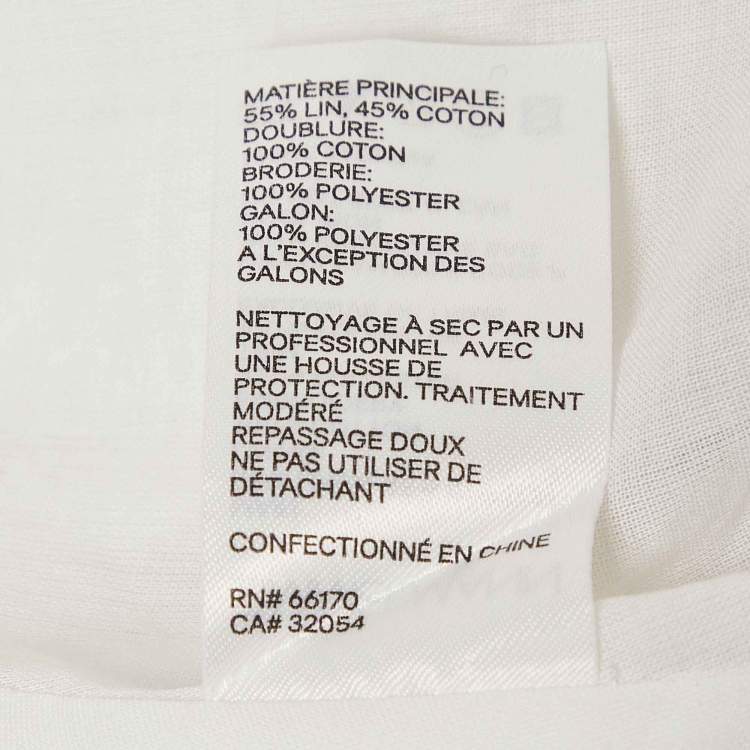 MATIÈRE PRINCIPALE:
55% LIN, 45% COTON
DOUBLURE:
100% COTON
BRODERIE:
100% POLYESTER
GALON:
100% POLYESTER
A L'EXCEPTION DES
GALONS
NETTOYAGE À SEC PAR UN
PROFESSIONNEL AVEC
UNE HOUSSE DE
PROTECTION. TRAITEMENT
MODÉRÉ
REPASSAGE DOUX
NE PAS UTILISER DE
DÉTACHANT
CONFECTIONNÉ EN CHINE
RN# 66170
CA# 32054